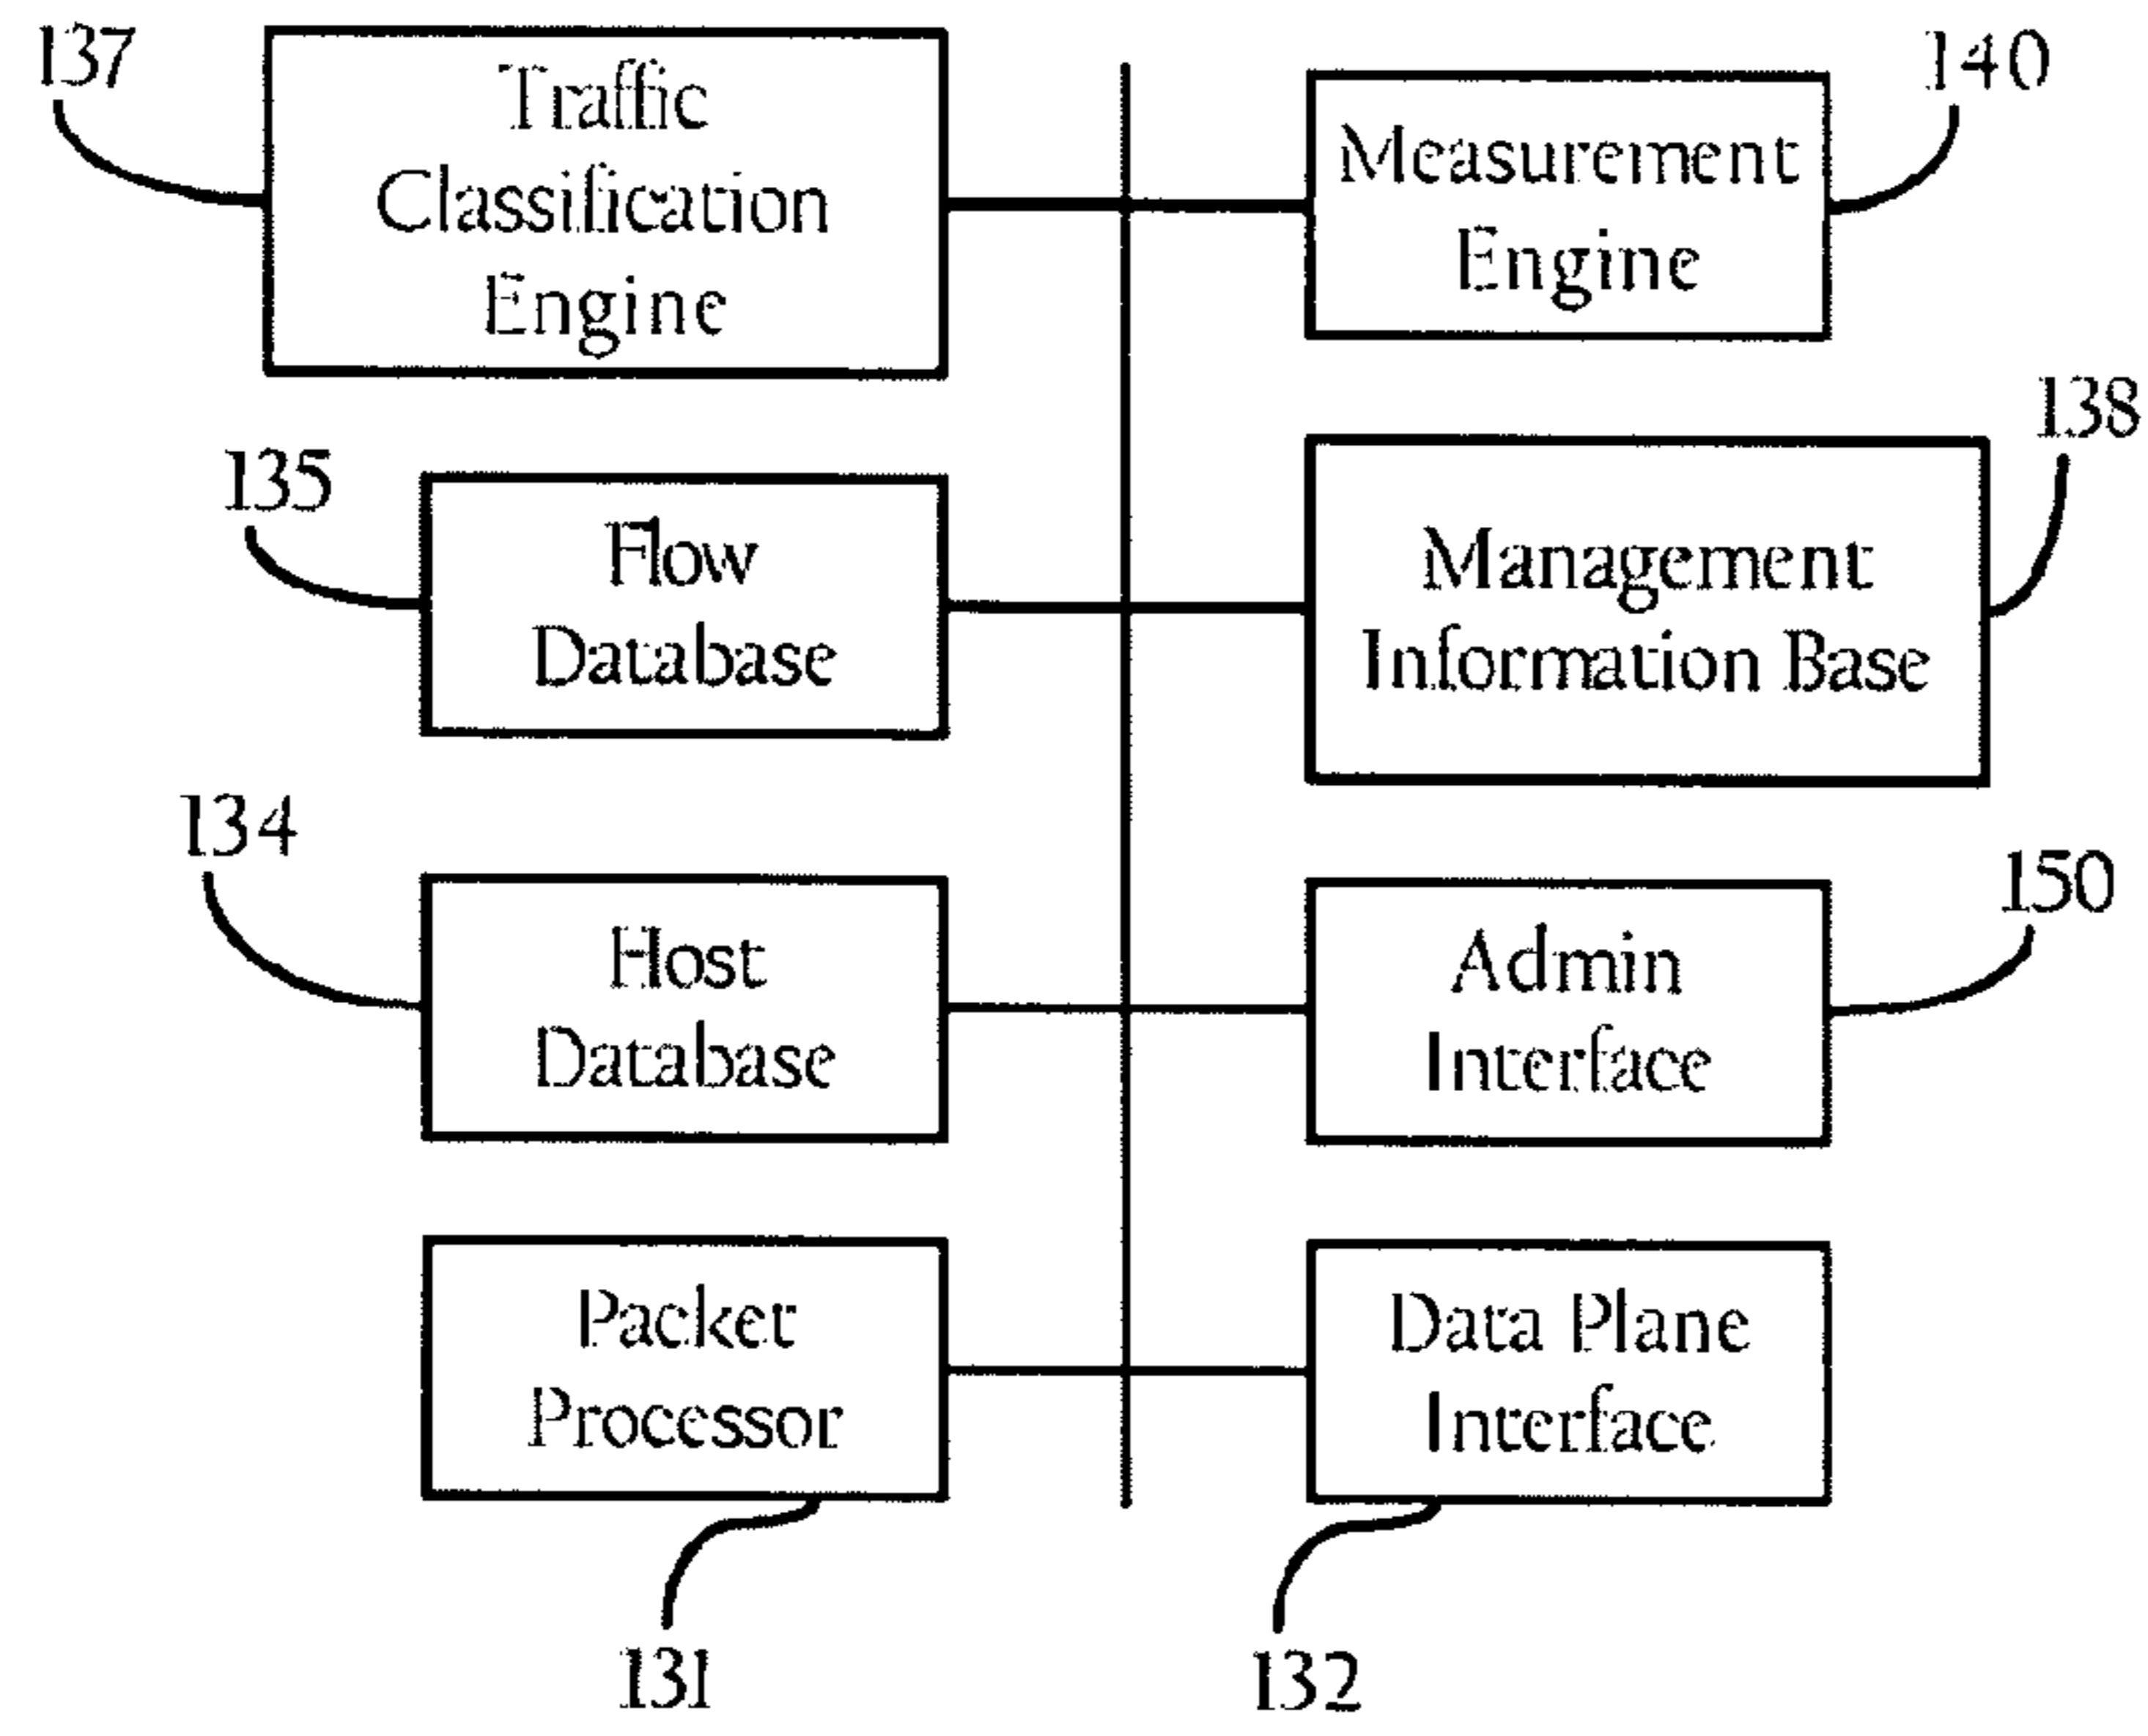 137
Traffic
Classification
Engine
140
Measurement
Engine
135
Flow
Database
138
Management
Information Base
134
Host
Database
150
Admin
Interface
Packet
Processor
131
Data Plane
Interface
132